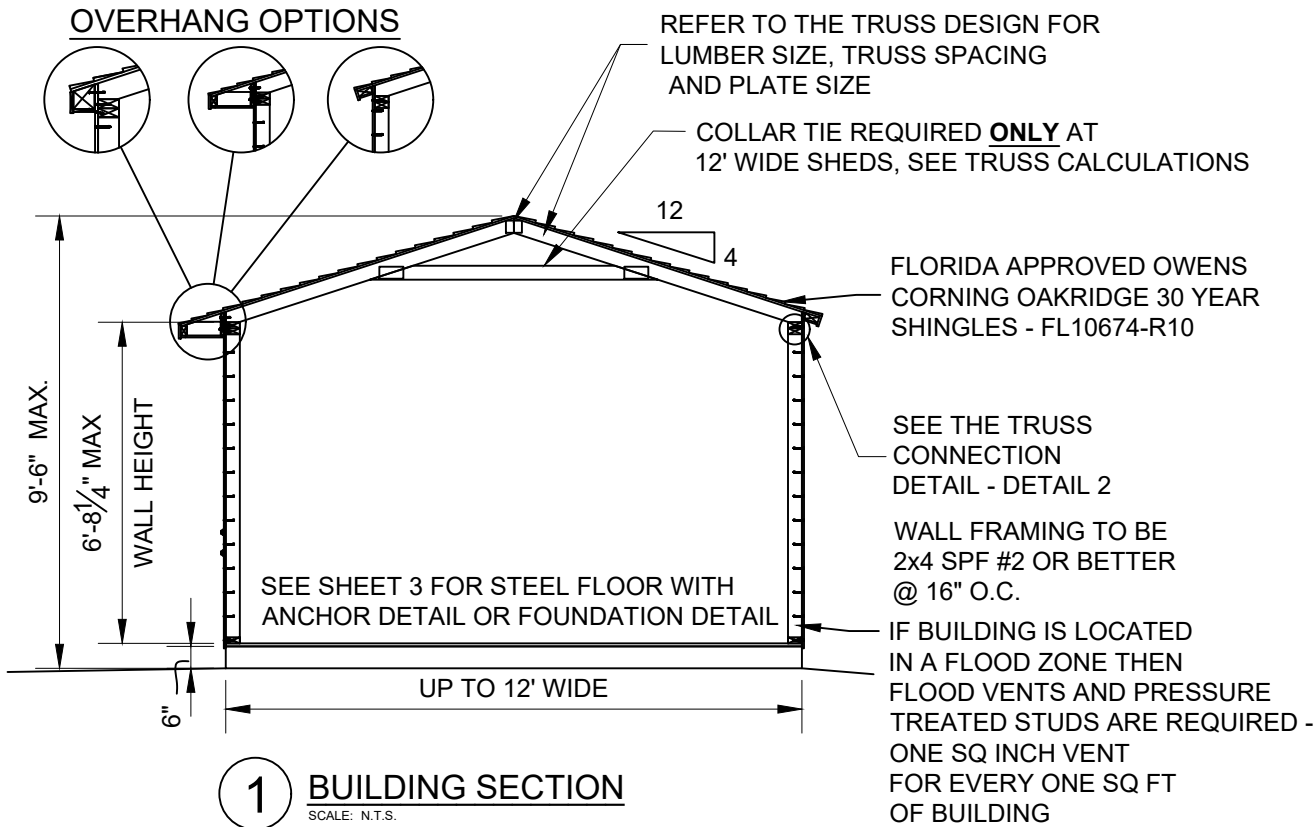 OVERHANG OPTIONS
REFER TO THE TRUSS DESIGN FOR
LUMBER SIZE, TRUSS SPACING
AND PLATE SIZE
COLLAR TIE REQUIRED ONLY AT
12' WIDE SHEDS, SEE TRUSS CALCULATIONS
12
4
FLORIDA APPROVED OWENS
CORNING OAKRIDGE 30 YEAR
SHINGLES - FL10674-R10
SEE THE TRUSS
CONNECTION
DETAIL - DETAIL 2
WALL FRAMING TO BE
2x4 SPF #2 OR BETTER
@ 16" O.C.
IF BUILDING IS LOCATED
IN A FLOOD ZONE THEN
FLOOD VENTS AND PRESSURE
TREATED STUDS ARE REQUIRED -
ONE SQ INCH VENT
FOR EVERY ONE SQ FT
OF BUILDING
9'-6" MAX.
6'-8 1/4" MAX
WALL HEIGHT
SEE SHEET 3 FOR STEEL FLOOR WITH
ANCHOR DETAIL OR FOUNDATION DETAIL
6"
UP TO 12' WIDE
1
BUILDING SECTION
SCALE: N.T.S.